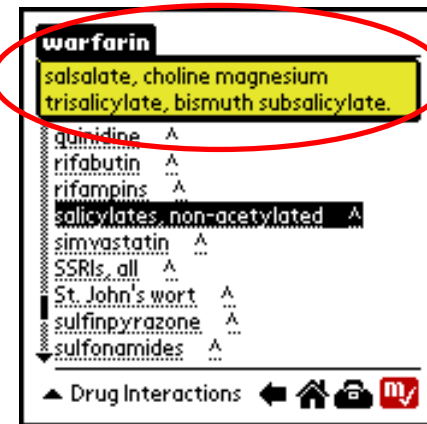 warfarin
salsalate, choline magnesium
trisalicylate, bismuth subsalicylate.
quinidine ^
rifabutin ^
rifampins ^
salicylates, non-acetylated ^
simvastatin ^
SSRIs, all ^
St. John's wort ^
sulfinpyrazone ^
sulfonamides ^
Drug Interactions m